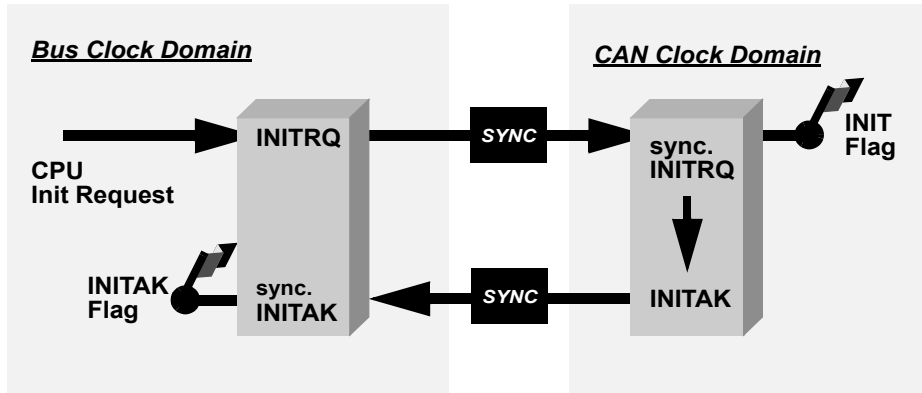 Bus Clock Domain
CAN Clock Domain
CPU
Init Request
INITRQ
SYNC
sync.
INITRQ
INIT
Flag
INITAK
Flag
sync.
INITAK
SYNC
INITAK